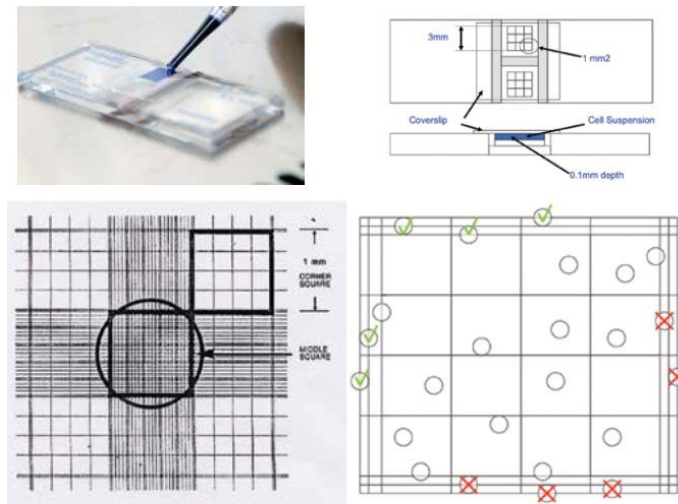 3mm
1 mm2
Coverslip
Cell Suspension
0.1mm depth
1 mm
CORNER
SQUARE
MIDDLE
SQUARE